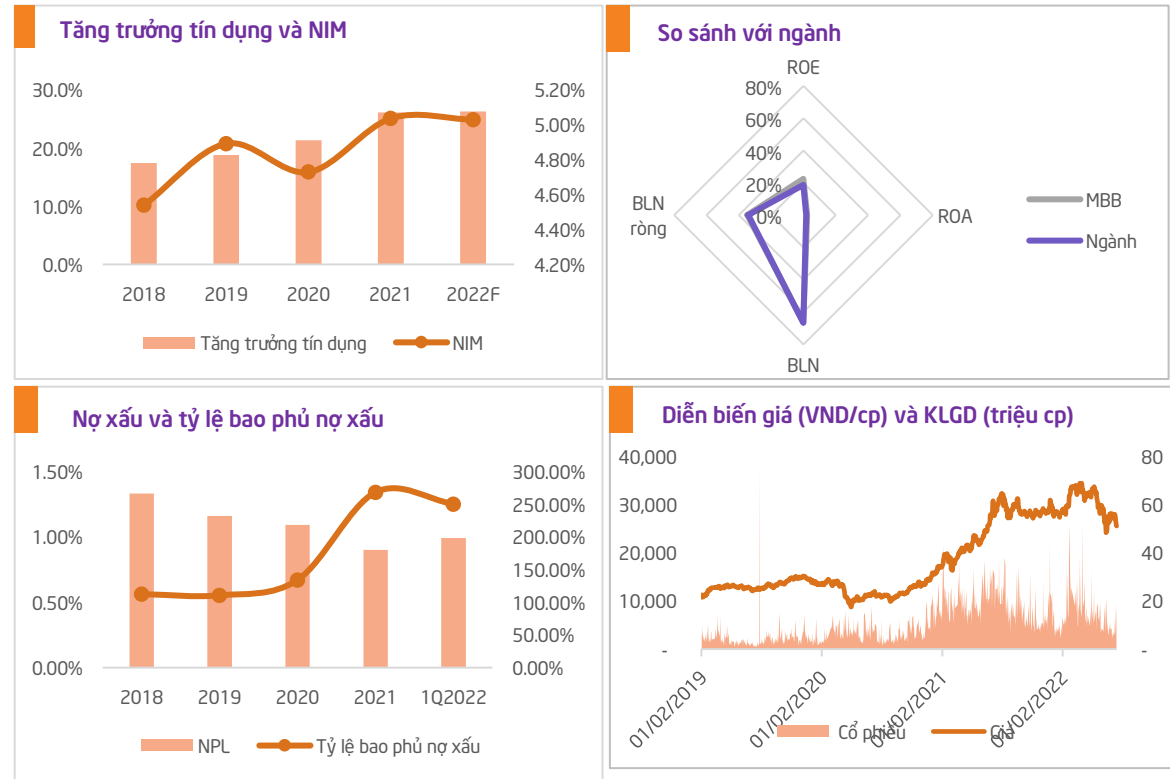 Tăng trưởng tín dụng và NIM
30.0%
20.0%
10.0%
0.0%
5.20%
5.00%
4.80%
4.60%
4.40%
4.20%
2018 2019 2020 2021 2022F
Tăng trưởng tín dụng NIM
So sánh với ngành
ROE
80%
60%
40%
20%
0%
BLN
ròng
ROA
BLN
MBB
Ngành
Nợ xấu và tỷ lệ bao phủ nợ xấu
1.50%
1.00%
0.50%
0.00%
300.00%
250.00%
200.00%
150.00%
100.00%
50.00%
0.00%
2018 2019 2020 2021 1Q2022
NPL Tỷ lệ bao phủ nợ xấu
Diễn biến giá (VND/cp) và KLGD (triệu cp)
40,000
30,000
20,000
10,000
-
80
60
40
20
-
01/02/2019 01/02/2020 01/02/2021 01/02/2022
Cổ phiếu Giá